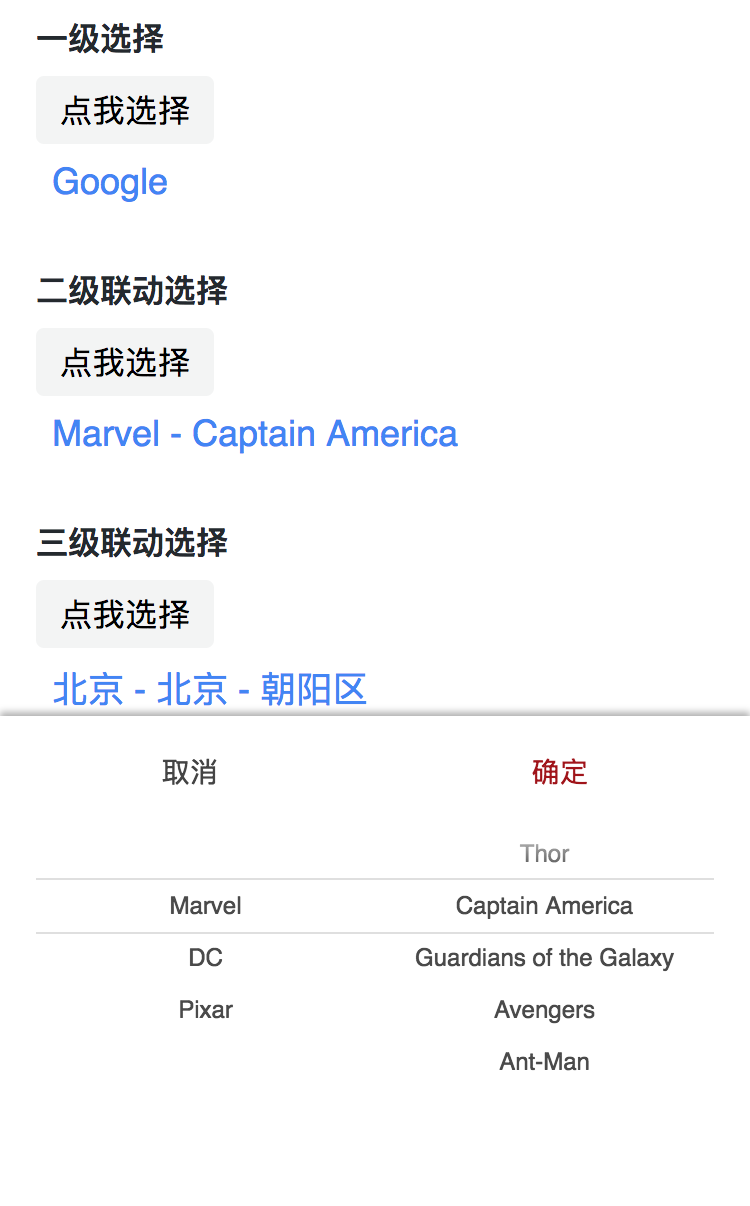 一级选择
点我选择
Google
二级联动选择
点我选择
Marvel - Captain America
三级联动选择
点我选择
北京 - 北京 - 朝阳区
取消 确定
Thor
Marvel Captain America
DC Guardians of the Galaxy
Pixar Avengers
Ant-Man